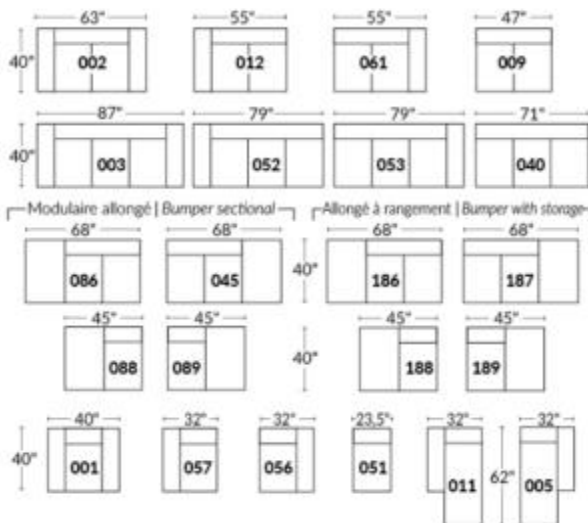 63" 55" 55" 47"
40" 002 012 061 009
87" 79" 79" 71"
40" 003 052 053 040
Modulaire allongé | Bumper sectional Allongé à rangement | Bumper with storage
68" 68" 68" 68"
086 045 40" 186 187
45" 45" 45" 45"
088 089 40" 188 189
40" 32" 32" 23,5" 32" 32"
40" 001 057 056 051 011 62" 005